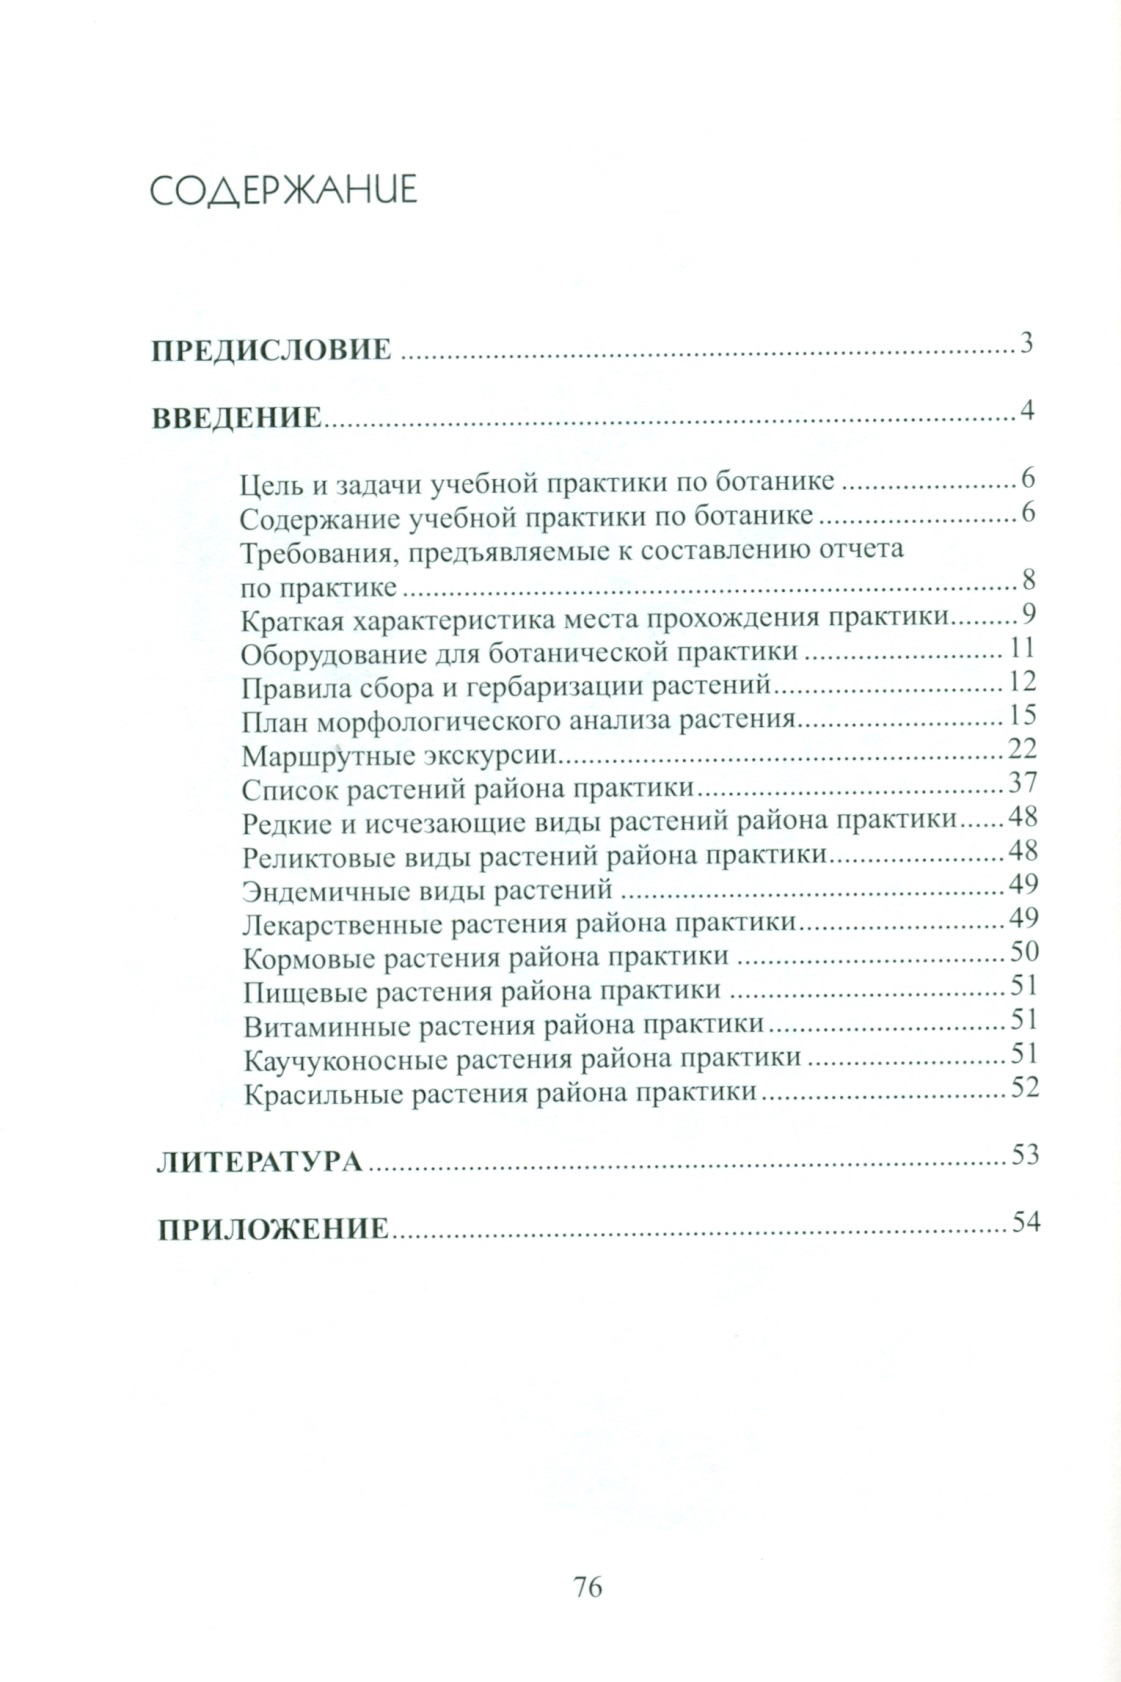 СОДЕРЖАНИЕ
ПРЕДИСЛОВИЕ ........................................................................ 3
ВВЕДЕНИЕ................................................................................. 4
Цель и задачи учебной практики по ботанике ..................... 6
Содержание учебной практики по ботанике ........................ 6
Требования, предъявляемые к составлению отчета
по практике ........................................................................... 8
Краткая характеристика места прохождения практики......... 9
Оборудование для ботанической практики ........................ 11
Правила сбора и гербаризации растений........................... 12
План морфологического анализа растения........................ 15
Маршрутные экскурсии...................................................... 22
Список растений района практики..................................... 37
Редкие и исчезающие виды растений района практики...... 48
Реликтовые виды растений района практики..................... 48
Эндемичные виды растений .............................................. 49
Лекарственные растения района практики......................... 49
Кормовые растения района практики ................................ 50
Пищевые растения района практики ................................. 51
Витаминные растения района практики............................. 51
Каучуконосные растения района практики ........................ 51
Красильные растения района практики.............................. 52
ЛИТЕРАТУРА ........................................................................... 53
ПРИЛОЖЕНИЕ........................................................................ 54
76